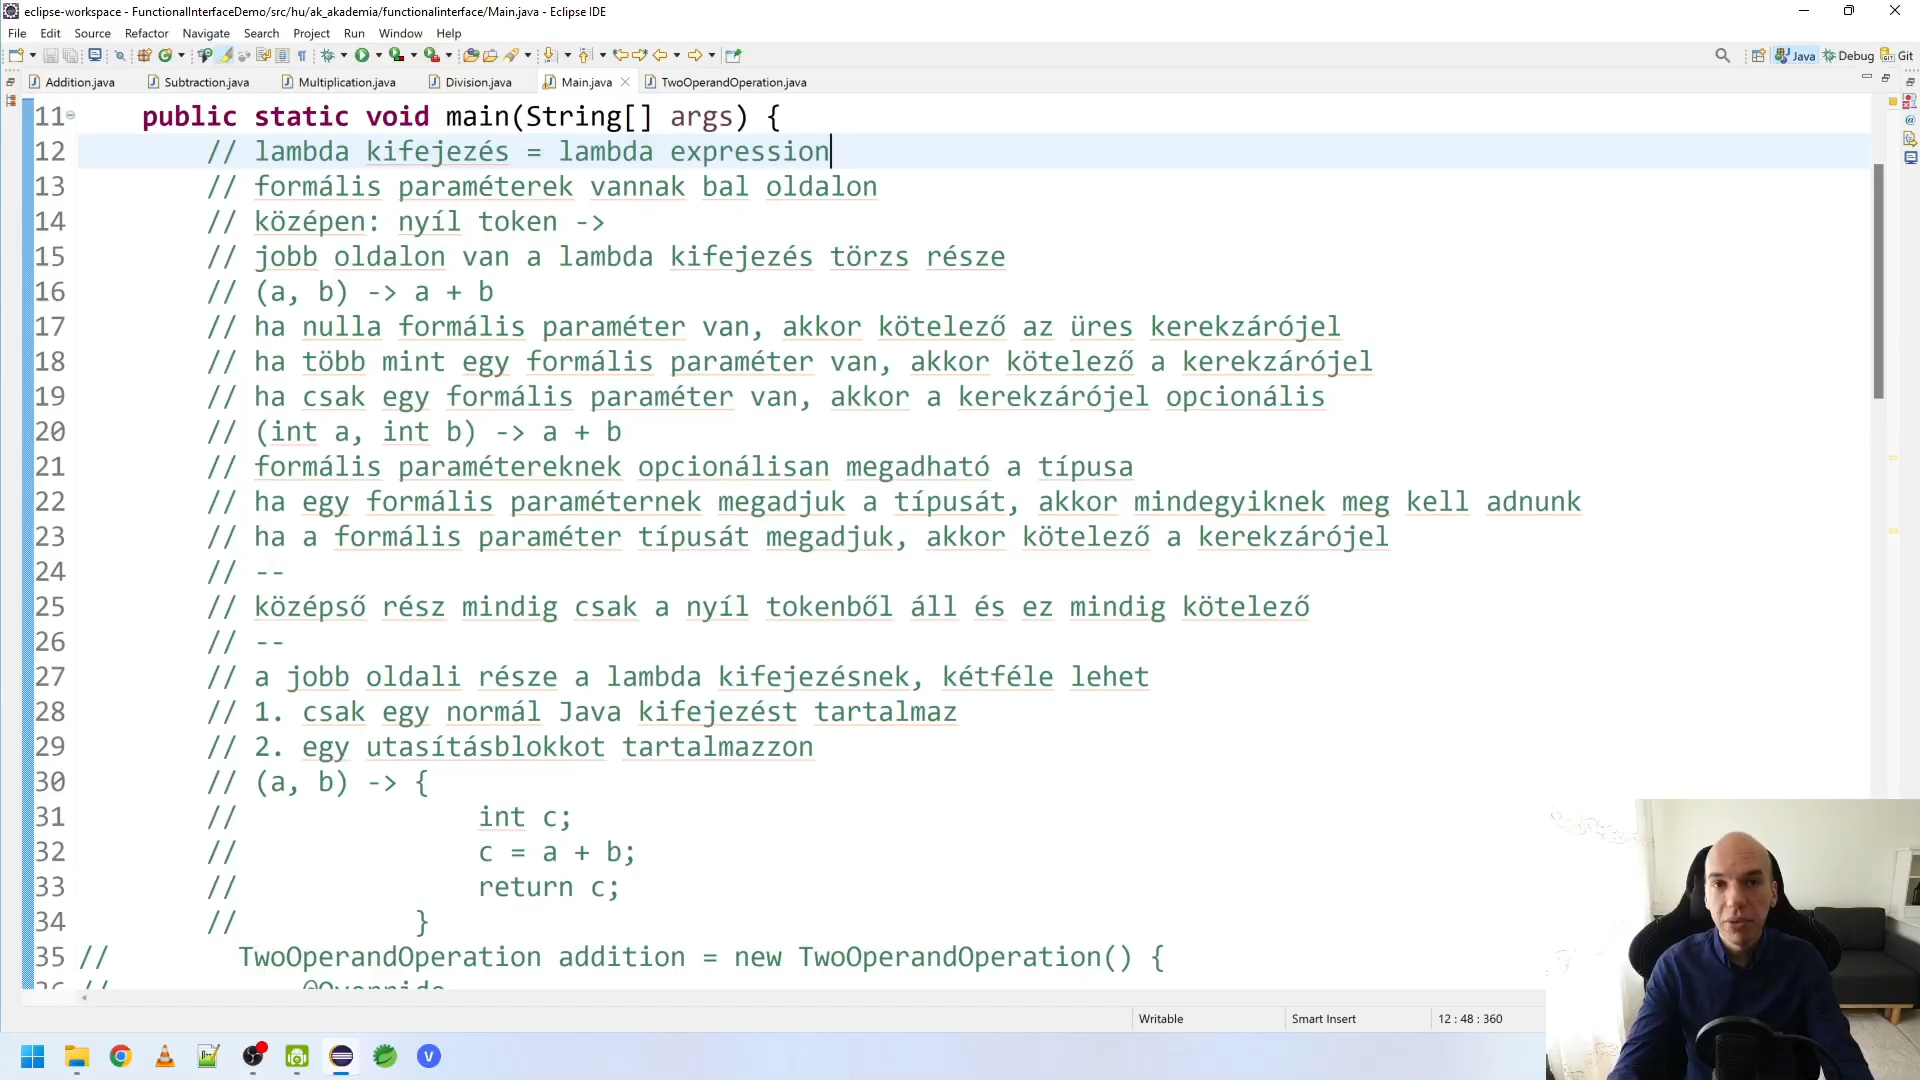 eclipse-workspace - FunctionalInterfaceDemo/src/hu/ak_akademia/functionalinterface/Main.java - Eclipse IDE
File Edit Source Refactor Navigate Search Project Run Window Help
Java Debug Git
Addition.java Subtraction.java Multiplication.java Division.java Main.java TwoOperandOperation.java
11 public static void main(String[] args) {
12 // lambda kifejezés = lambda expression
13 // formális paraméterek vannak bal oldalon
14 // középen: nyíl token ->
15 // jobb oldalon van a lambda kifejezés törzs része
16 // (a, b) -> a + b
17 // ha nulla formális paraméter van, akkor kötelező az üres kerekzárójel
18 // ha több mint egy formális paraméter van, akkor kötelező a kerekzárójel
19 // ha csak egy formális paraméter van, akkor a kerekzárójel opcionális
20 // (int a, int b) -> a + b
21 // formális paramétereknek opcionálisan megadható a típusa
22 // ha egy formális paraméternek megadjuk a típusát, akkor mindegyiknek meg kell adnunk
23 // ha a formális paraméter típusát megadjuk, akkor kötelező a kerekzárójel
24 // --
25 // középső rész mindig csak a nyíl tokenből áll és ez mindig kötelező
26 // --
27 // a jobb oldali része a lambda kifejezésnek, kétféle lehet
28 // 1. csak egy normál Java kifejezést tartalmaz
29 // 2. egy utasításblokkot tartalmazzon
30 // (a, b) -> {
31 // int c;
32 // c = a + b;
33 // return c;
34 // }
35 // TwoOperandOperation addition = new TwoOperandOperation() {
36 // @Override
Writable Smart Insert 12 : 48 : 360